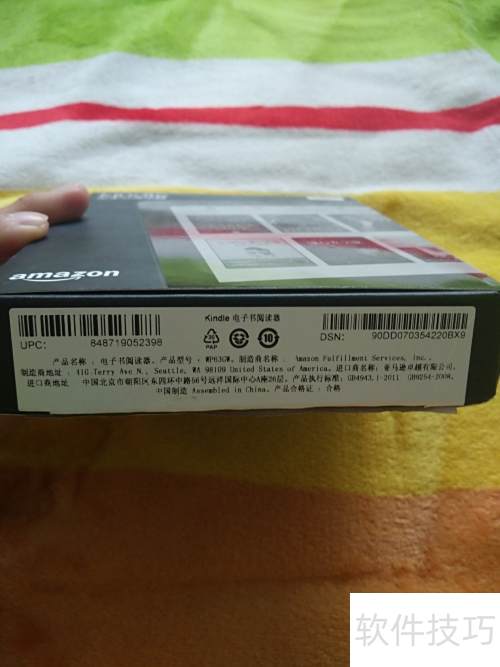 amazon
Kindle 电子书阅读器
UPC: 848719052398
PAP
10
DSN: 90DD070354220BX9
产品名称:电子书阅读器。产品型号:WP63GW。制造商名称: Amazon Fulfillment Services, Inc.。
制造商地址: 410 Terry Ave N., Seattle, WA 98109 United States of America。进口商名称:亚马逊卓越有限公司。
进口商地址: 中国北京市朝阳区东四环中路56号远洋国际中心A座26层。产品执行标准:GB4943.1-2011 GB9254-2008。
中国制造 Assembled in China。产品合格证:合格
软件技巧